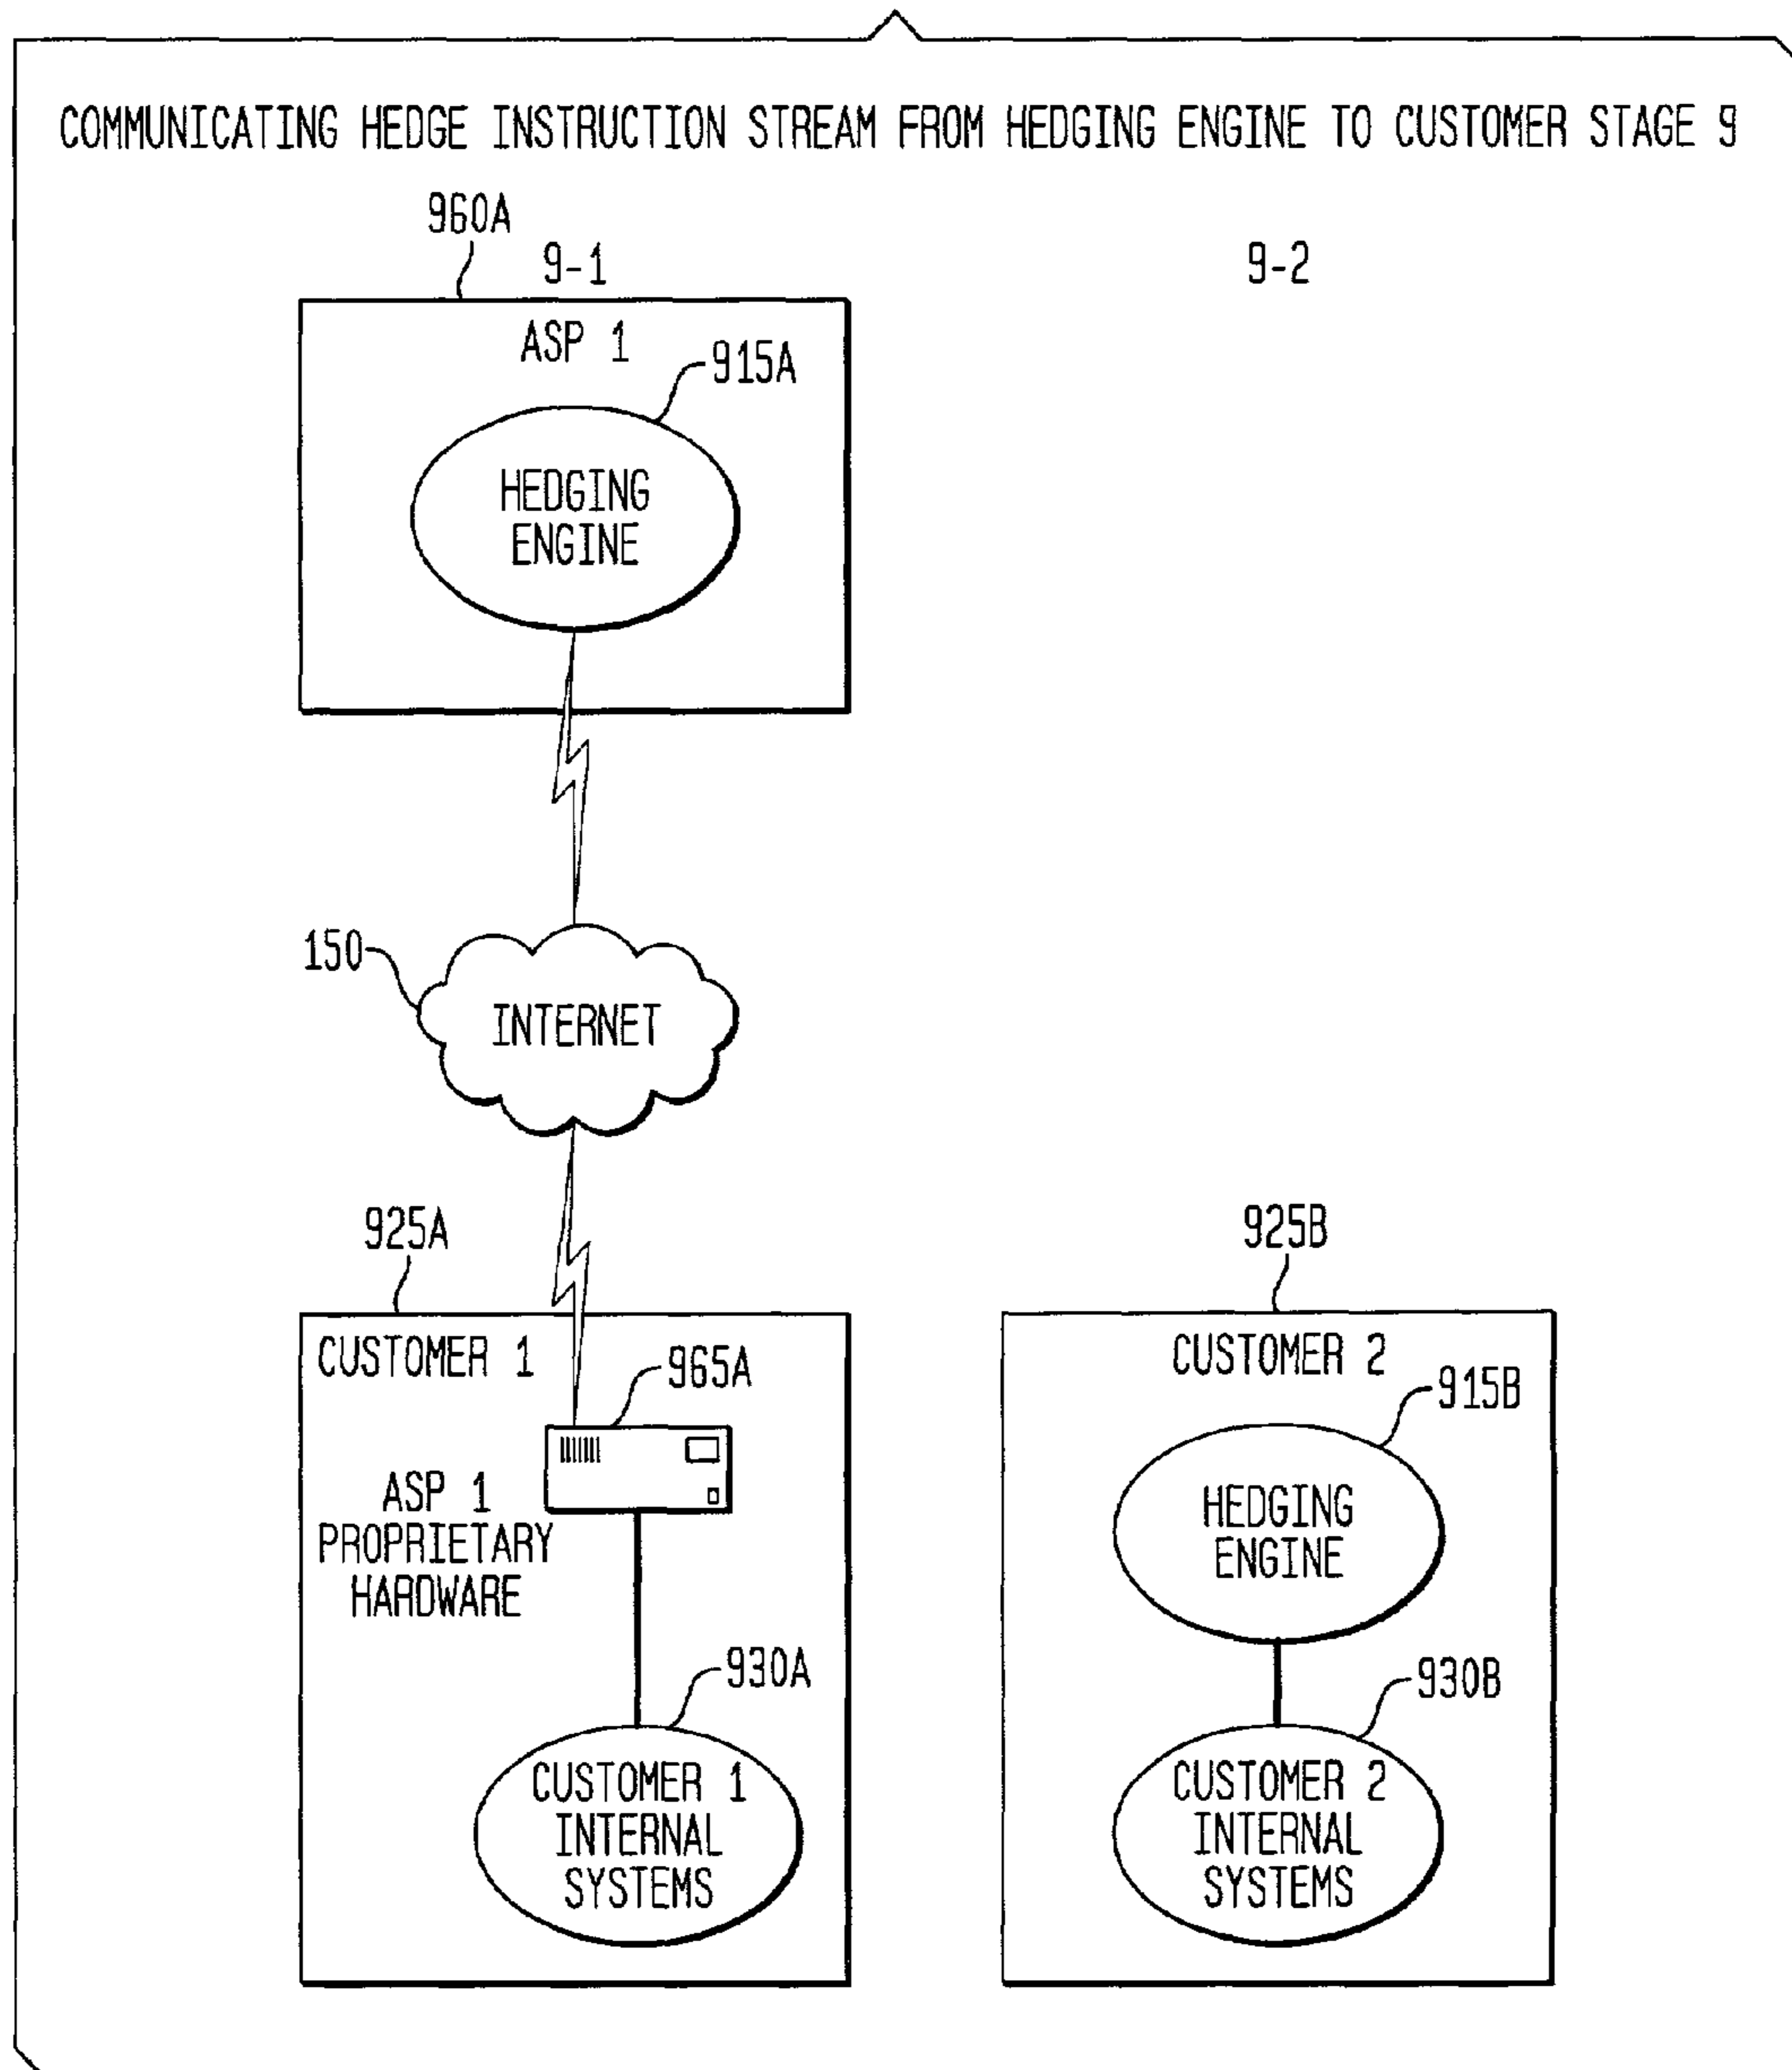 COMMUNICATING HEDGE INSTRUCTION STREAM FROM HEDGING ENGINE TO CUSTOMER STAGE 9
960A
9-1
9-2
ASP 1
915A
HEDGING
ENGINE
150
INTERNET
925A
925B
CUSTOMER 1
965A
CUSTOMER 2
915B
ASP 1
PROPRIETARY
HARDWARE
HEDGING
ENGINE
930A
930B
CUSTOMER 1
INTERNAL
SYSTEMS
CUSTOMER 2
INTERNAL
SYSTEMS